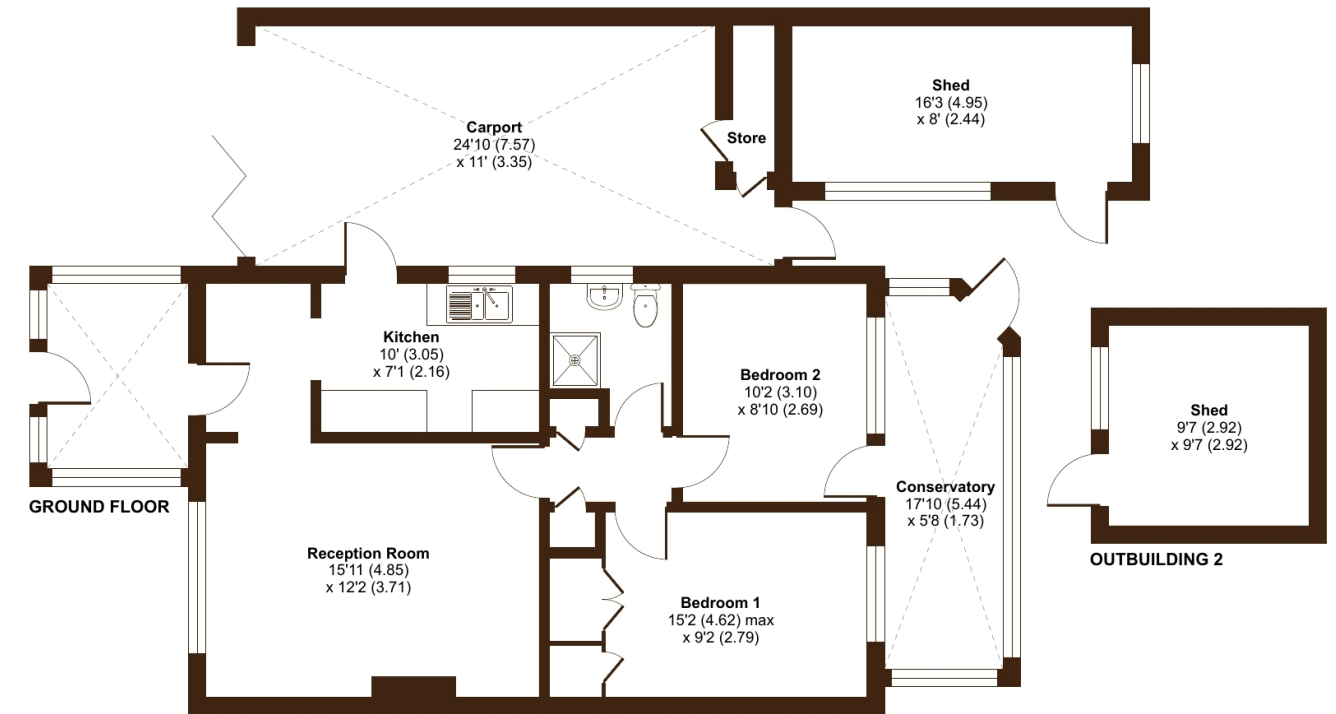 Shed
16'3 (4.95)
x 8' (2.44)
Carport
24'10 (7.57)
x 11' (3.35)
Store
Kitchen
10' (3.05)
x 7'1 (2.16)
Bedroom 2
10'2 (3.10)
x 8'10 (2.69)
Shed
9'7 (2.92)
x 9'7 (2.92)
Conservatory
17'10 (5.44)
x 5'8 (1.73)
GROUND FLOOR
Reception Room
15'11 (4.85)
x 12'2 (3.71)
OUTBUILDING 2
Bedroom 1
15'2 (4.62) max
x 9'2 (2.79)